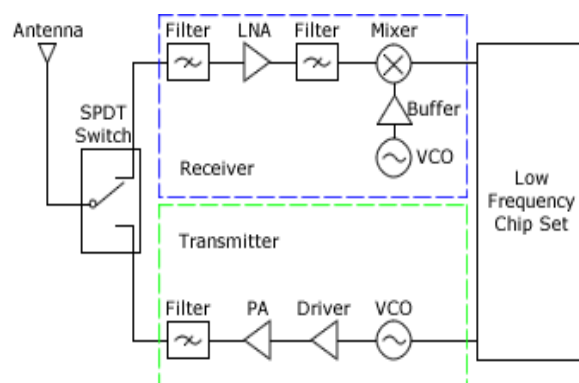 Antenna
Filter LNA Filter Mixer
SPDT
Switch
Buffer
VCO
Receiver
Low
Frequency
Chip Set
Transmitter
Filter PA Driver VCO